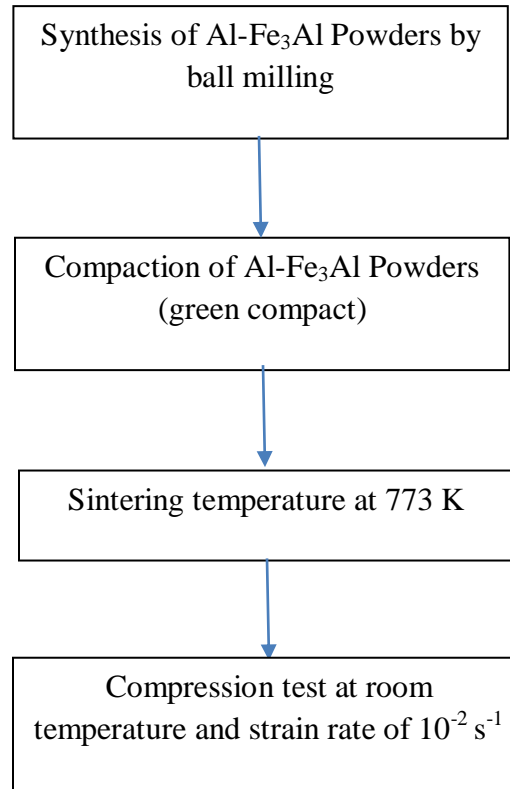 Synthesis of Al-Fe₃Al Powders by
ball milling
Compaction of Al-Fe₃Al Powders
(green compact)
Sintering temperature at 773 K
Compression test at room
temperature and strain rate of 10⁻² s⁻¹